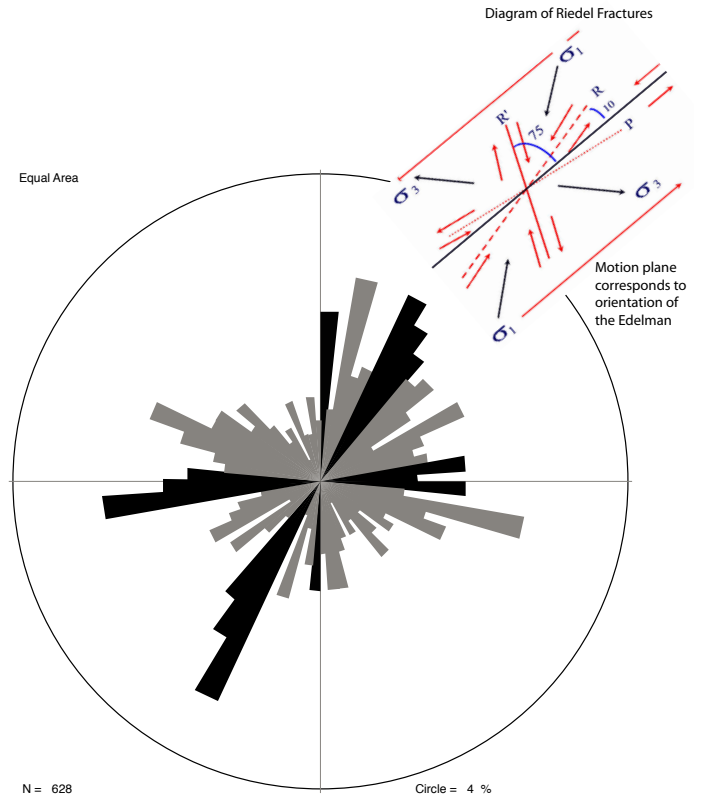 Diagram of Riedel Fractures
σ1
R
10
R'
75
P
Equal Area
σ3
σ3
Motion plane
corresponds to
orientation of
the Edelman
σ1
N = 628
Circle = 4 %